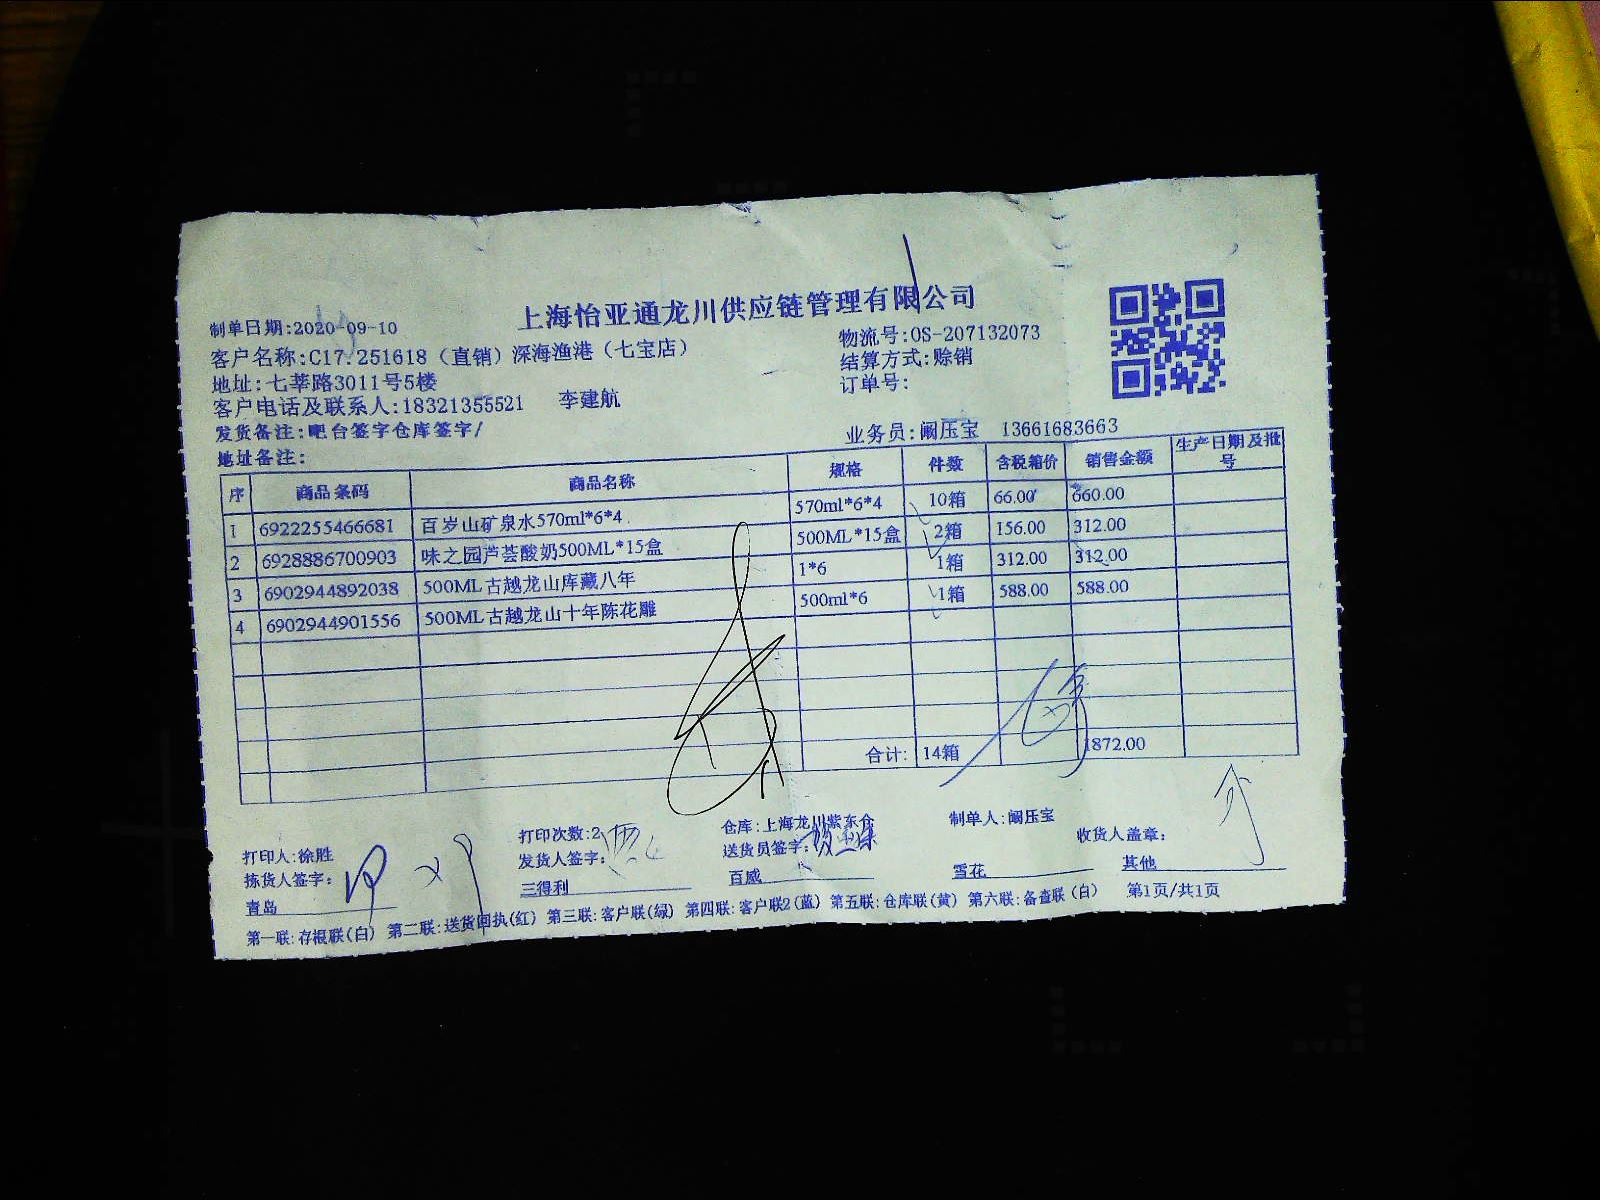 上海怡亚通龙川供应链管理有限公司
制单日期:2020-09-10
物流号:OS-207132073
客户名称:C17.251618（直销）深海渔港（七宝店）
结算方式:赊销
地址:七莘路3011号5楼
订单号:
客户电话及联系人:18321355521 李建航
发货备注:吧台签字仓库签字/
业务员:阚压宝 13661683663
地址备注:
序 商品条码 商品名称 规格 件数 含税箱价 销售金额 生产日期及批号
1 6922255466681 百岁山矿泉水570ml*6*4 570ml*6*4 10箱 66.00 660.00
2 6928886700903 味之园芦荟酸奶500ML*15盒 500ML*15盒 2箱 156.00 312.00
3 6902944892038 500ML古越龙山库藏八年 1*6 1箱 312.00 312.00
4 6902944901556 500ML古越龙山十年陈花雕 500ml*6 1箱 588.00 588.00
合计: 14箱 1872.00
打印人:徐胜 打印次数:2 仓库:上海龙川紫东仓 制单人:阚压宝
拣货人签字: 发货人签字: 送货员签字: 收货人盖章:
青岛 三得利 百威 雪花 其他
第一联:存根联(白) 第二联:送货回执(红) 第三联:客户联(绿) 第四联:客户联2(蓝) 第五联:仓库联(黄) 第六联:备查联(白) 第1页/共1页